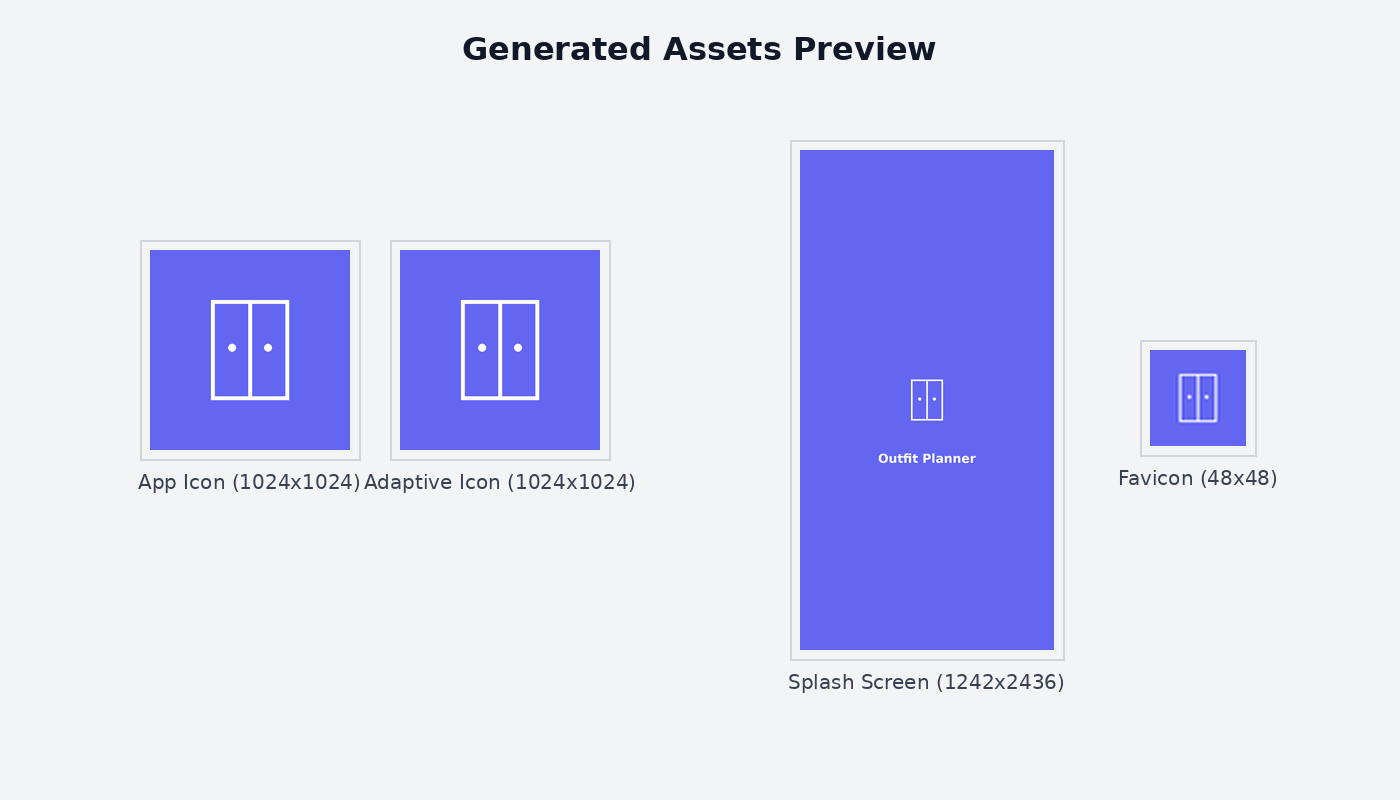 Generated Assets Preview
Outfit Planner
App Icon (1024x1024)
Adaptive Icon (1024x1024)
Favicon (48x48)
Splash Screen (1242x2436)